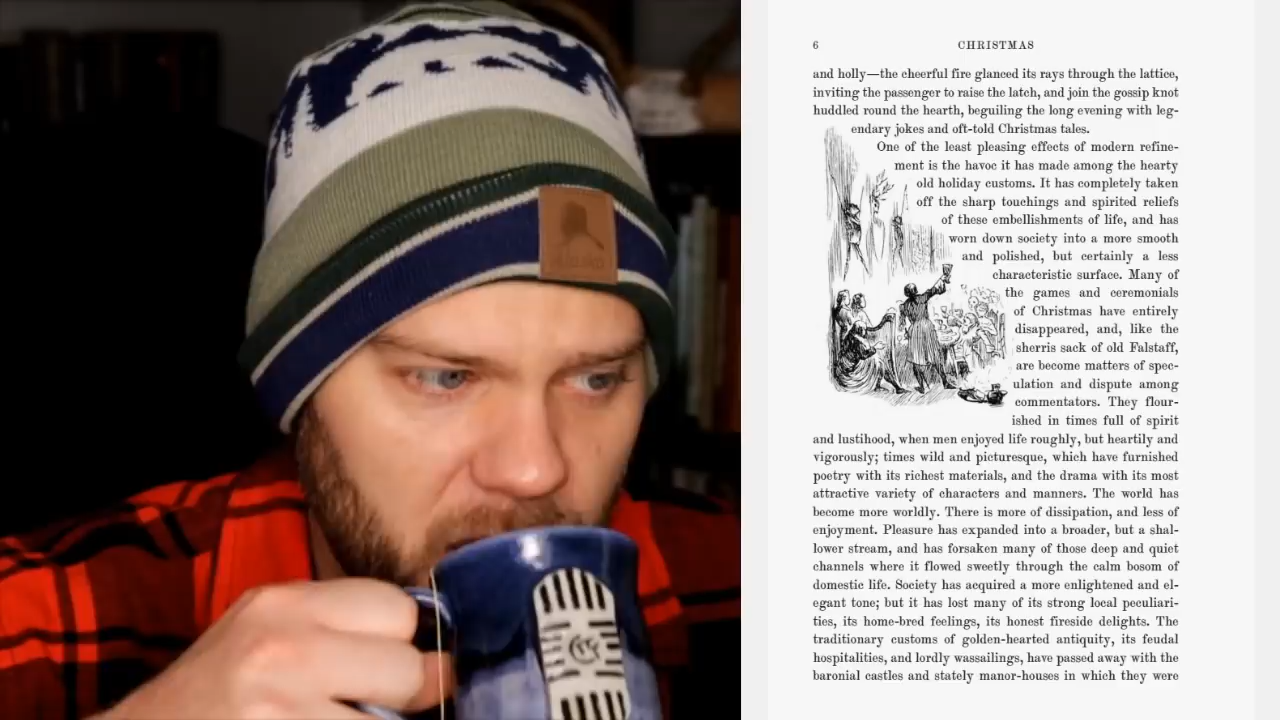 6 CHRISTMAS
and holly—the cheerful fire glanced its rays through the lattice,
inviting the passenger to raise the latch, and join the gossip knot
huddled round the hearth, beguiling the long evening with leg-
endary jokes and oft-told Christmas tales.
One of the least pleasing effects of modern refine-
ment is the havoc it has made among the hearty
old holiday customs. It has completely taken
off the sharp touchings and spirited reliefs
of these embellishments of life, and has
worn down society into a more smooth
and polished, but certainly a less
characteristic surface. Many of
the games and ceremonials
of Christmas have entirely
disappeared, and, like the
sherris sack of old Falstaff,
are become matters of spec-
ulation and dispute among
commentators. They flour-
ished in times full of spirit
and lustihood, when men enjoyed life roughly, but heartily and
vigorously; times wild and picturesque, which have furnished
poetry with its richest materials, and the drama with its most
attractive variety of characters and manners. The world has
become more worldly. There is more of dissipation, and less of
enjoyment. Pleasure has expanded into a broader, but a shal-
lower stream, and has forsaken many of those deep and quiet
channels where it flowed sweetly through the calm bosom of
domestic life. Society has acquired a more enlightened and el-
egant tone; but it has lost many of its strong local peculiari-
ties, its home-bred feelings, its honest fireside delights. The
traditionary customs of golden-hearted antiquity, its feudal
hospitalities, and lordly wassailings, have passed away with the
baronial castles and stately manor-houses in which they were